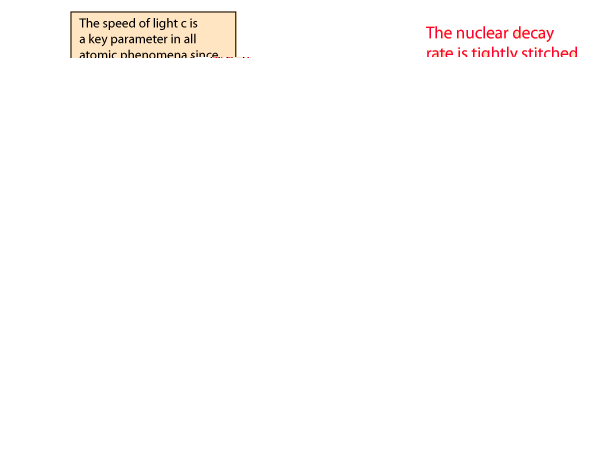 The speed of light c is
a key parameter in all
atomic phenomena since
The nuclear decay
rate is tightly stitched